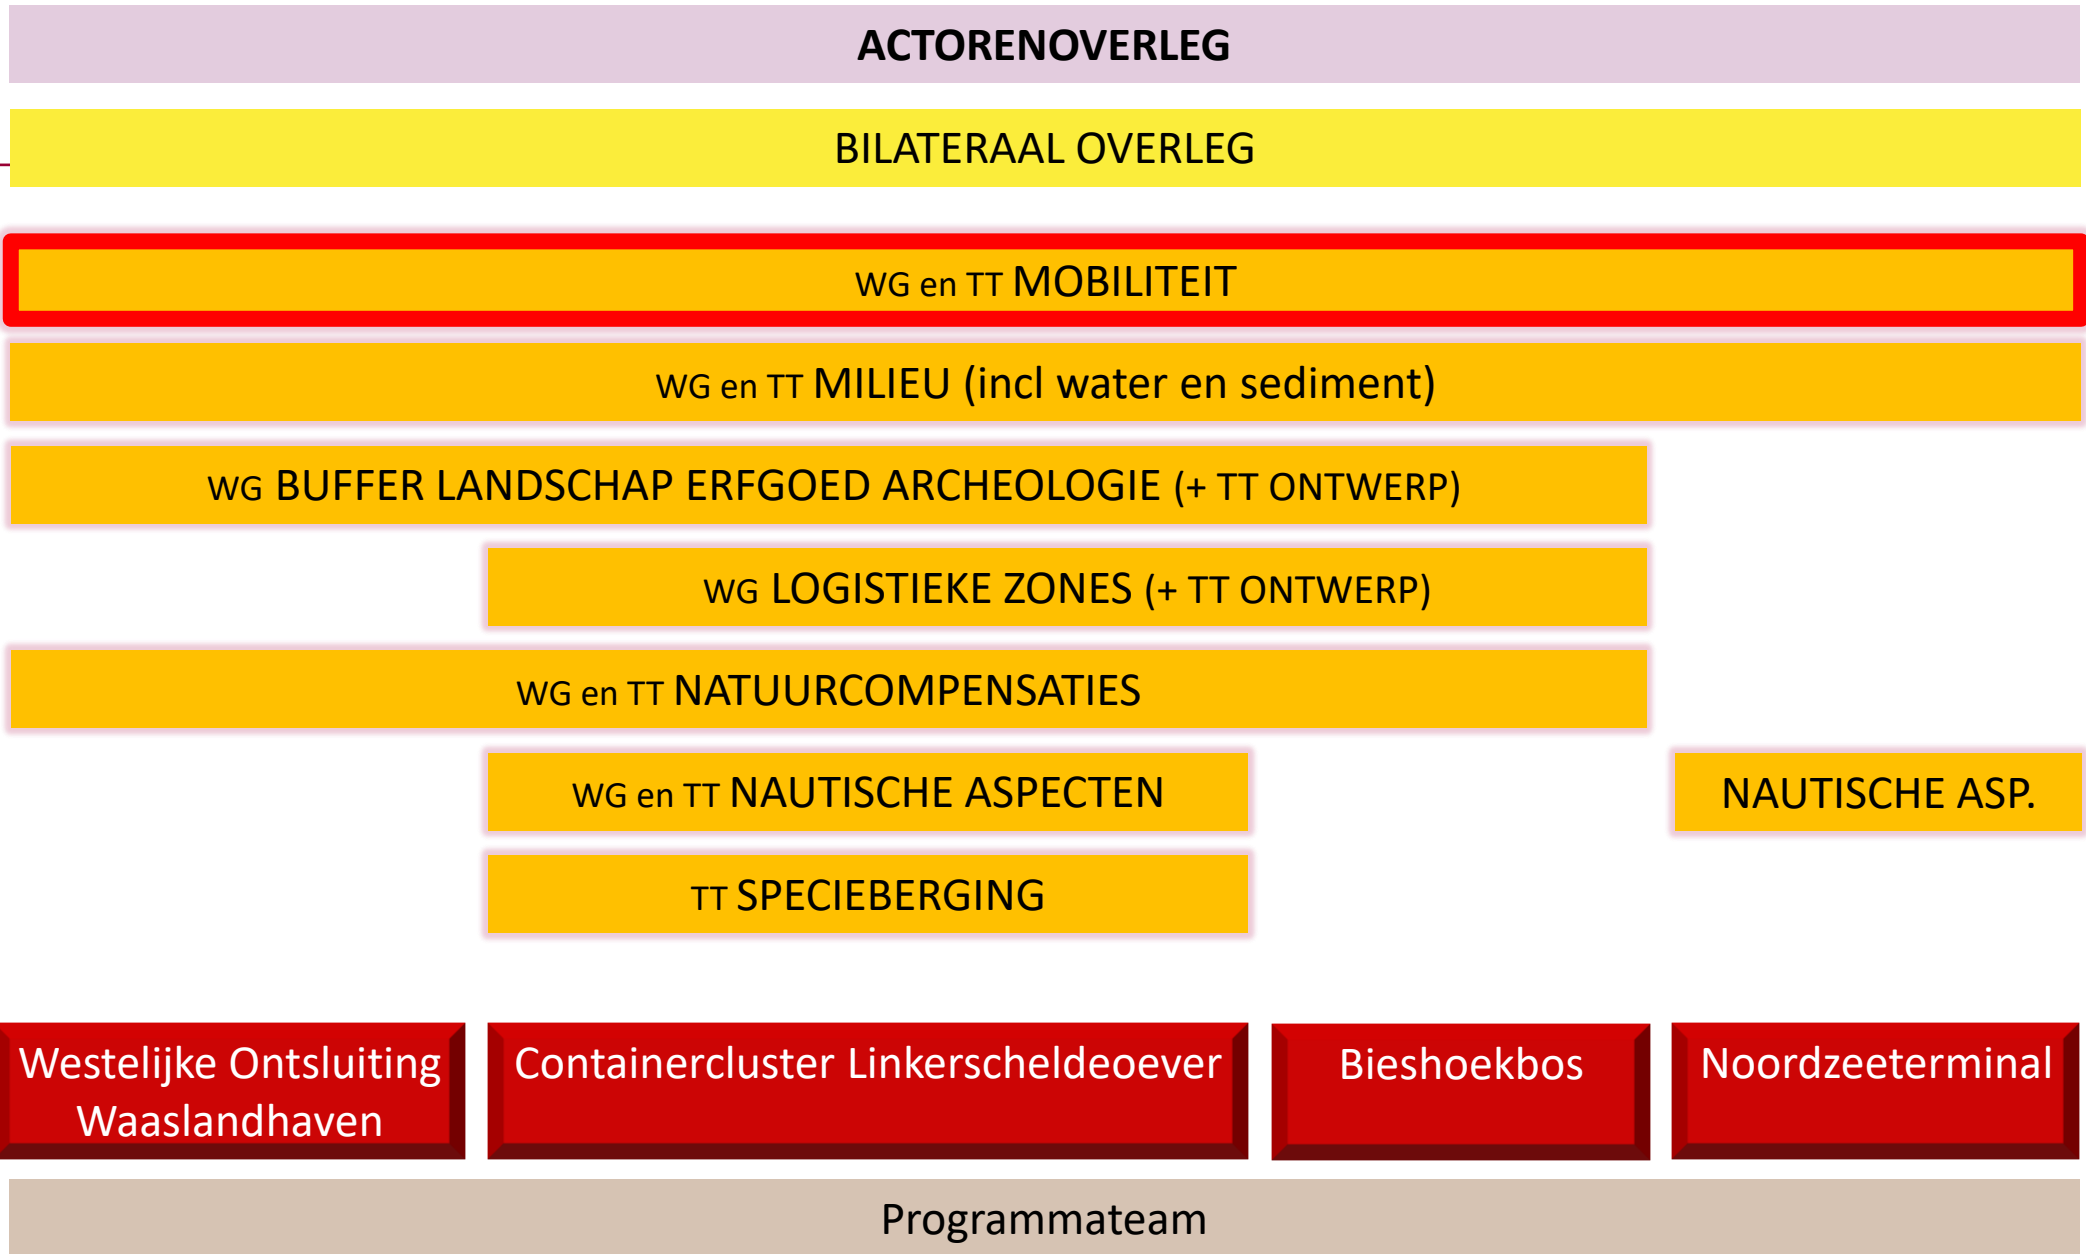 ACTORENOVERLEG
BILATERAAL OVERLEG
WG en TT MOBILITEIT
WG en TT MILIEU (incl water en sediment)
WG BUFFER LANDSCHAP ERFGOED ARCHEOLOGIE (+ TT ONTWERP)
WG LOGISTIEKE ZONES (+ TT ONTWERP)
WG en TT NATUURCOMPENSATIES
WG en TT NAUTISCHE ASPECTEN
NAUTISCHE ASP.
TT SPECIEBERGING
Westelijke Ontsluiting
Waaslandhaven
Containercluster Linkerscheldeoever
Bieshoekbos
Noordzeeterminal
Programmateam